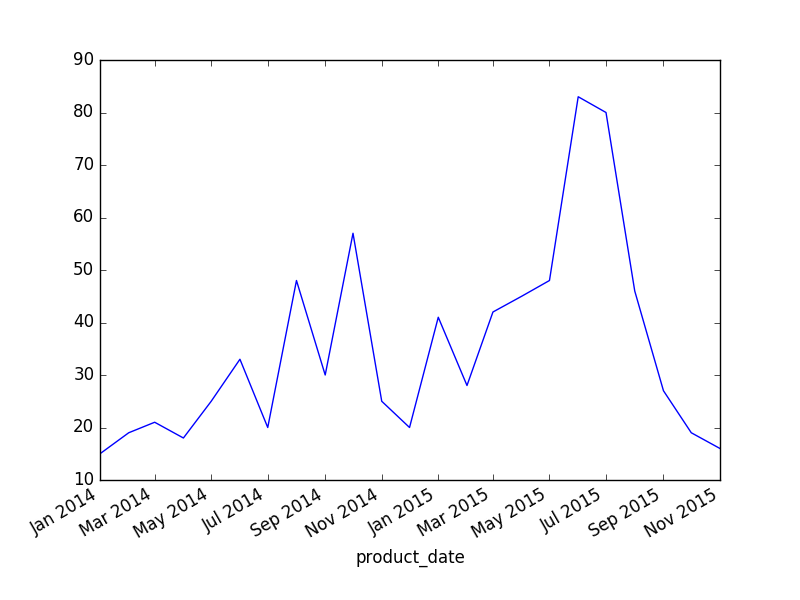 90
80
70
60
50
40
30
20
10
Jan 2014
Mar 2014
May 2014
Jul 2014
Sep 2014
Nov 2014
Jan 2015
Mar 2015
May 2015
Jul 2015
Sep 2015
Nov 2015
product_date